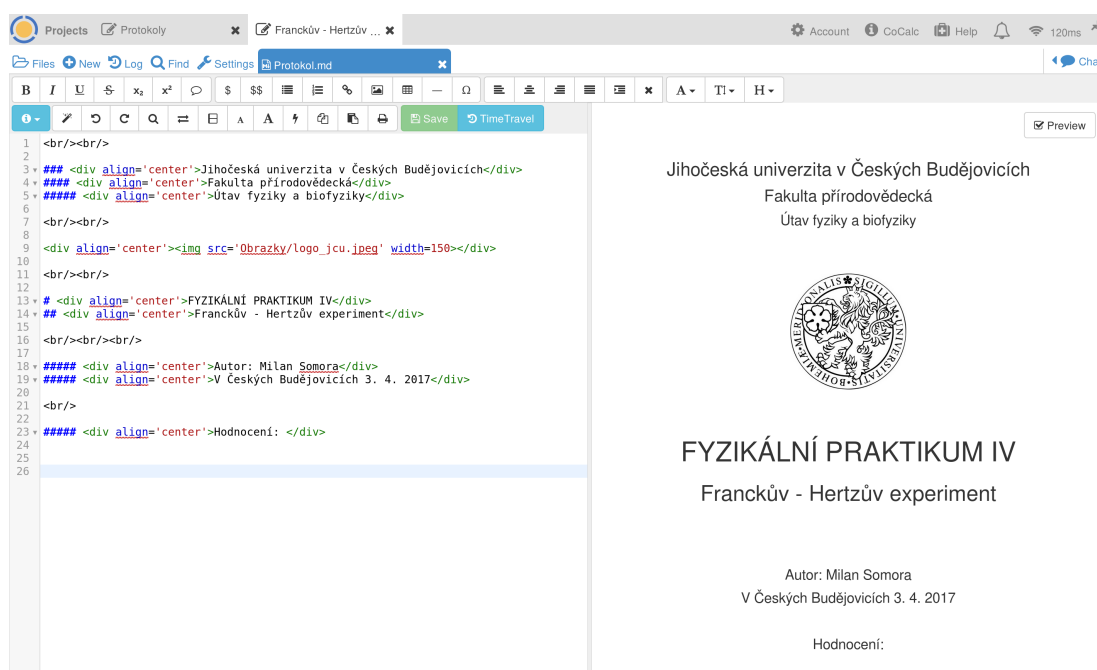 Projects Protokoly Franckův - Hertzův ... Account CoCalc Help 120ms
Files New Log Find Settings Protokol.md Cha
B I U S x₂ x² $ $$ Ω A TI H
A A Save TimeTravel
Preview
1 <br/><br/>
2
3 ### <div align='center'>Jihočeská univerzita v Českých Budějovicích</div>
4 #### <div align='center'>Fakulta přírodovědecká</div>
5 ##### <div align='center'>Útav fyziky a biofyziky</div>
6
7 <br/><br/>
8
9 <div align='center'><img src='Obrazky/logo_jcu.jpeg' width=150></div>
10
11 <br/><br/>
12
13 # <div align='center'>FYZIKÁLNÍ PRAKTIKUM IV</div>
14 ## <div align='center'>Franckův - Hertzův experiment</div>
15
16 <br/><br/><br/>
17
18 ##### <div align='center'>Autor: Milan Somora</div>
19 ##### <div align='center'>V Českých Budějovicích 3. 4. 2017</div>
20
21 <br/>
22
23 ##### <div align='center'>Hodnocení: </div>
24
25
26
Jihočeská univerzita v Českých Budějovicích
Fakulta přírodovědecká
Útav fyziky a biofyziky
SIGILLUM·UNIVERSITATIS·BOHEMIÆ·MERIDIONALIS
FYZIKÁLNÍ PRAKTIKUM IV
Franckův - Hertzův experiment
Autor: Milan Somora
V Českých Budějovicích 3. 4. 2017
Hodnocení: